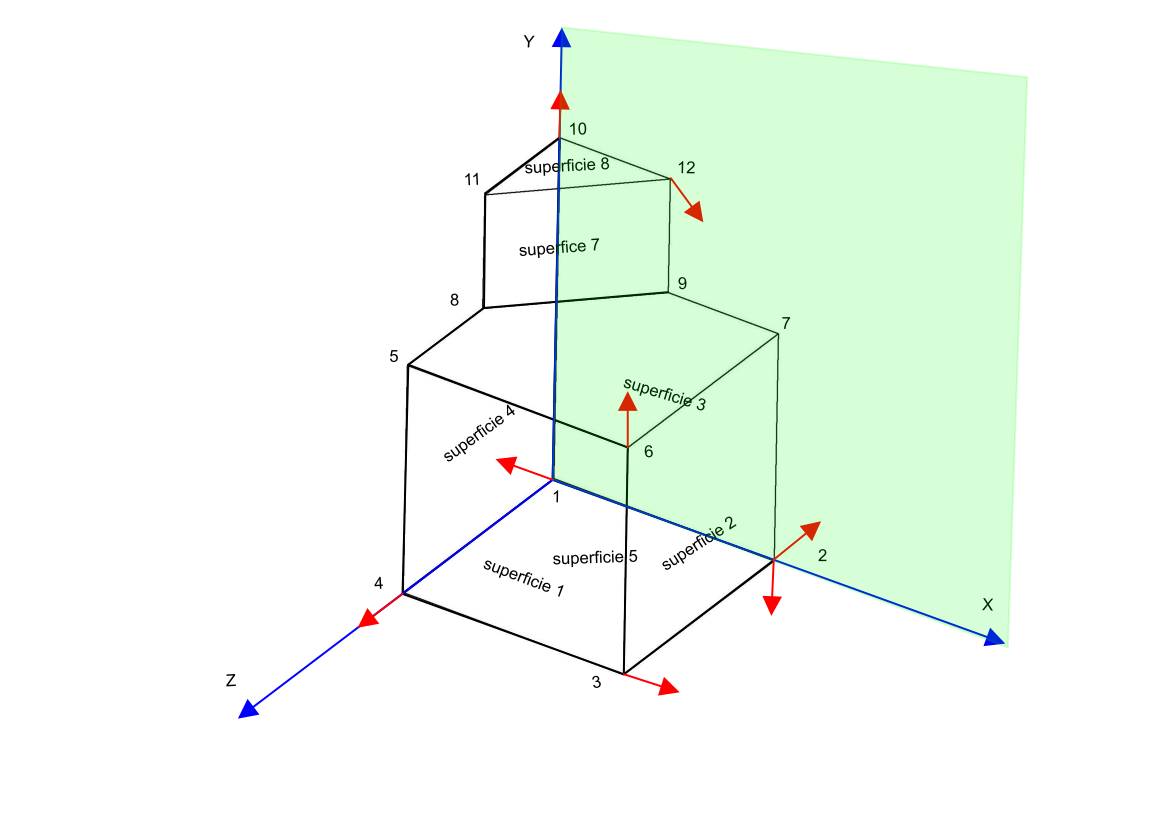 Y
10
superficie 8
12
11
superfice 7
9
8
7
5
superficie 3
superficie 4
6
1
superficie 2
2
superficie 5
superficie 1
4
X
Z
3